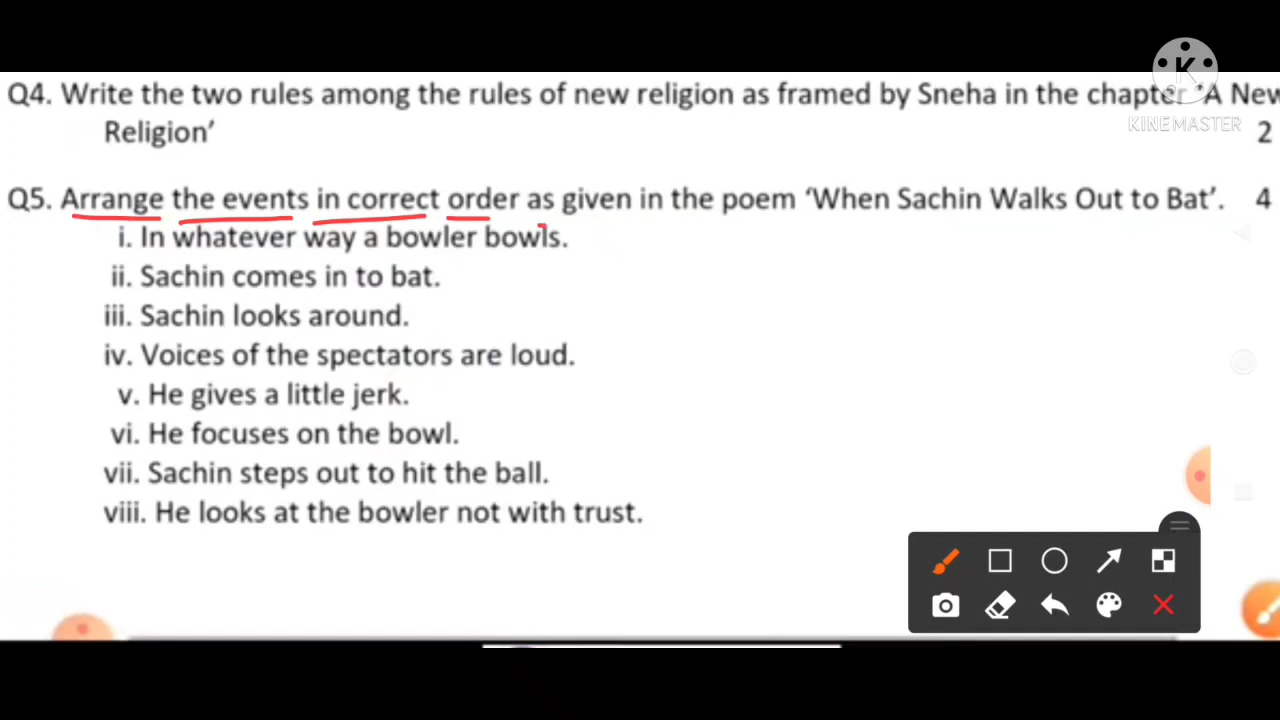 K
KINEMASTER
Q4. Write the two rules among the rules of new religion as framed by Sneha in the chapter 'A New
Religion' 2
Q5. Arrange the events in correct order as given in the poem 'When Sachin Walks Out to Bat'. 4
i. In whatever way a bowler bowls.
ii. Sachin comes in to bat.
iii. Sachin looks around.
iv. Voices of the spectators are loud.
v. He gives a little jerk.
vi. He focuses on the bowl.
vii. Sachin steps out to hit the ball.
viii. He looks at the bowler not with trust.